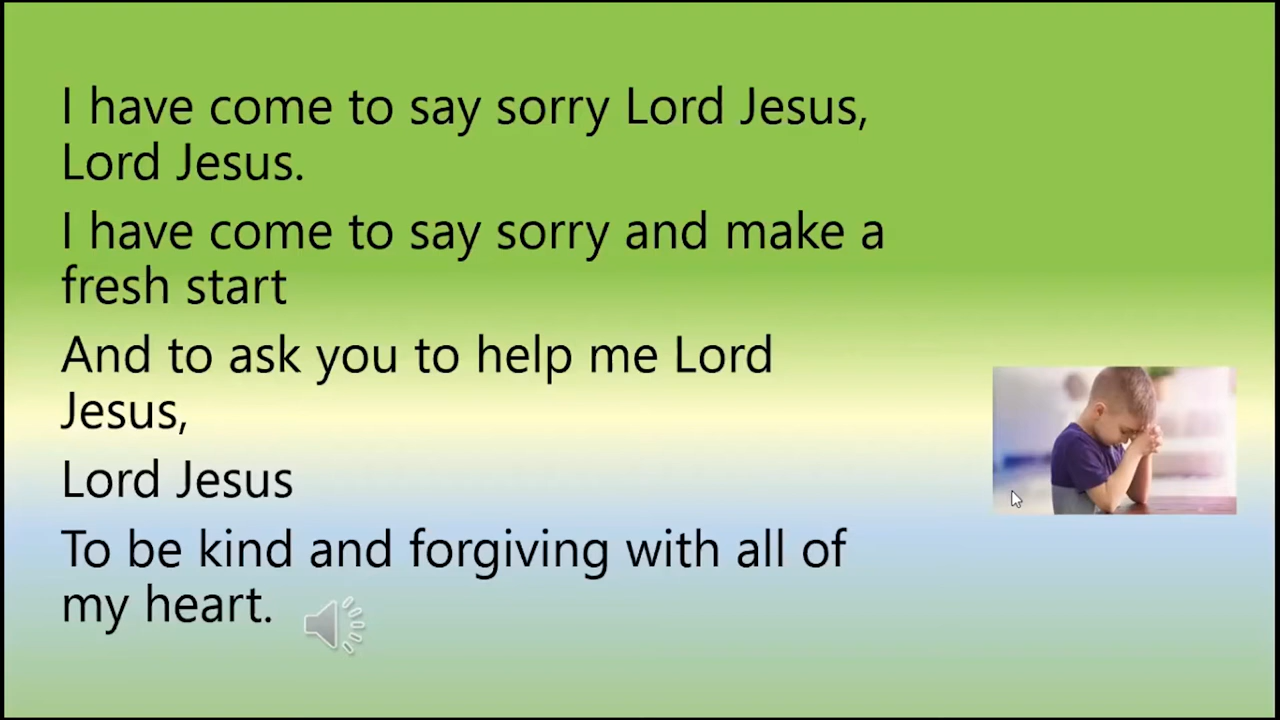 I have come to say sorry Lord Jesus,
Lord Jesus.
I have come to say sorry and make a
fresh start
And to ask you to help me Lord
Jesus,
Lord Jesus
To be kind and forgiving with all of
my heart.